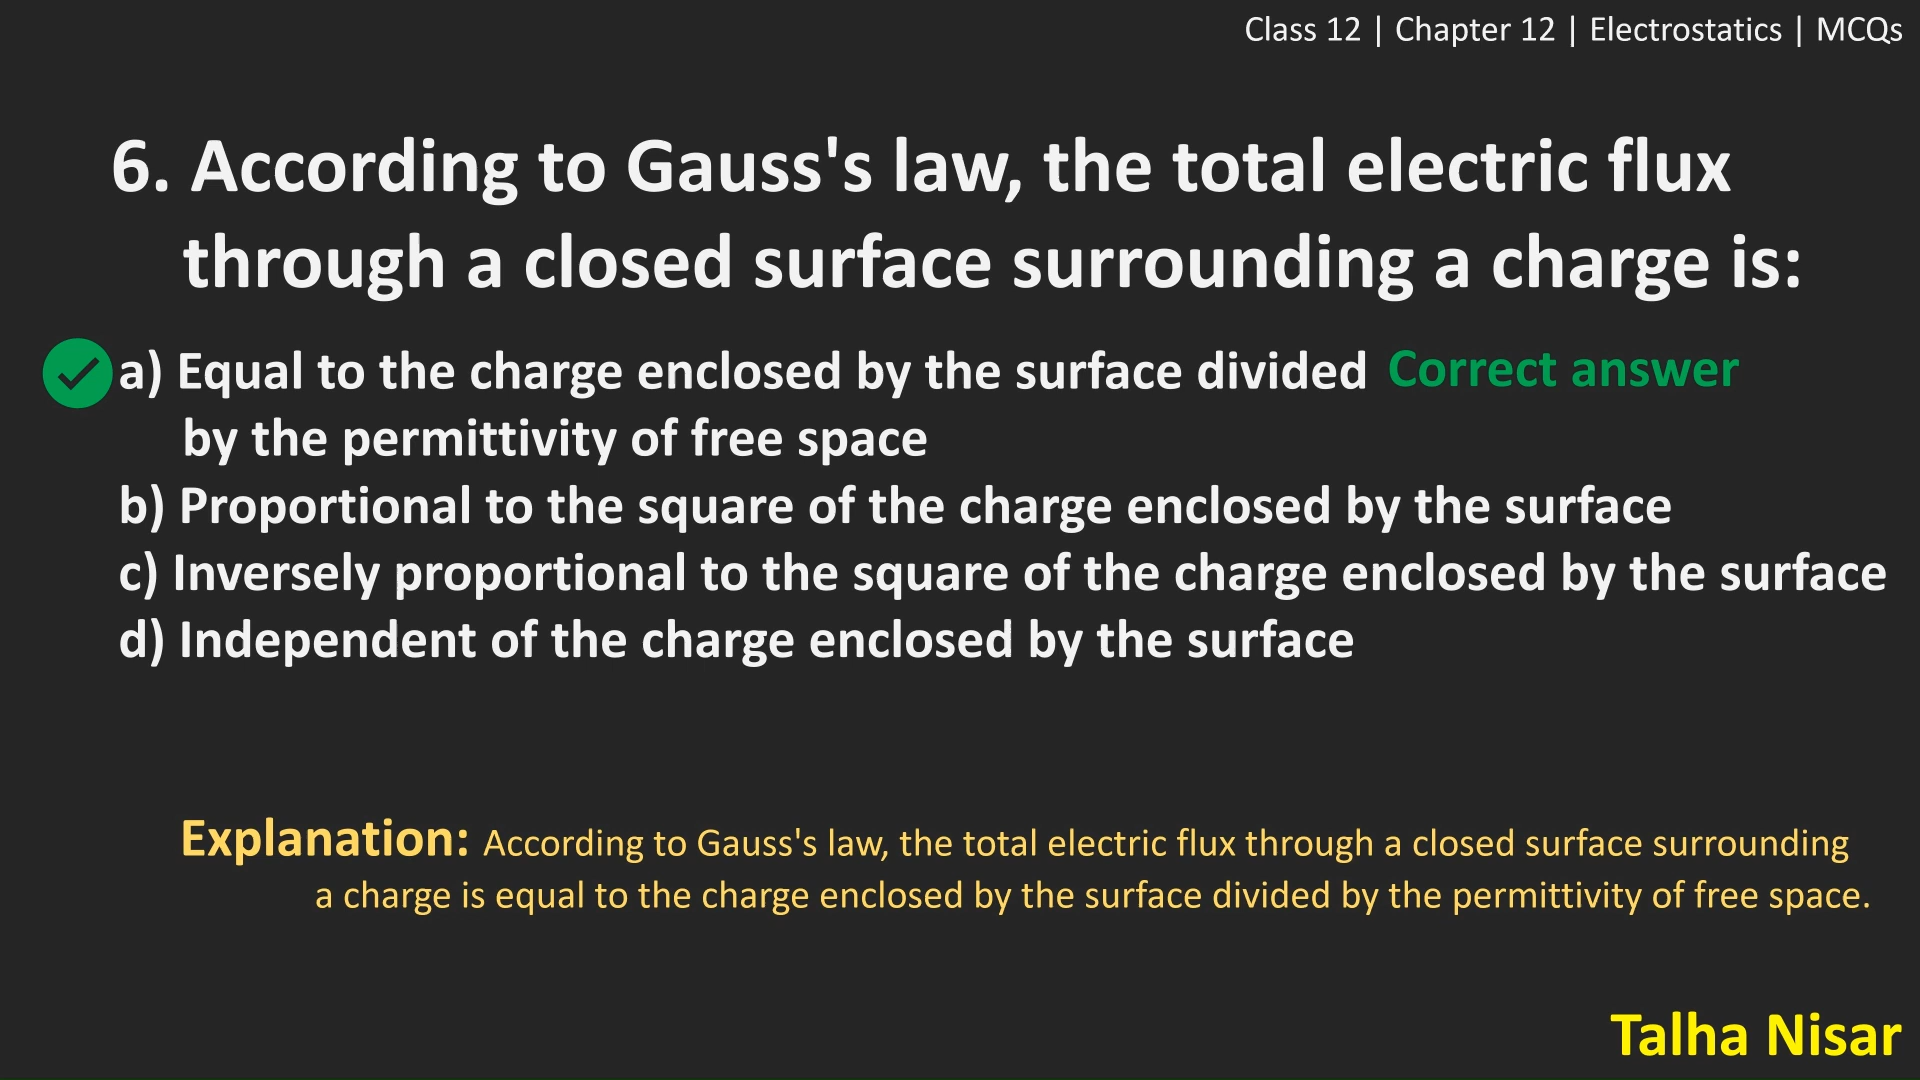 Class 12 | Chapter 12 | Electrostatics | MCQs
6. According to Gauss's law, the total electric flux
through a closed surface surrounding a charge is:
a) Equal to the charge enclosed by the surface divided Correct answer
by the permittivity of free space
b) Proportional to the square of the charge enclosed by the surface
c) Inversely proportional to the square of the charge enclosed by the surface
d) Independent of the charge enclosed by the surface
Explanation: According to Gauss's law, the total electric flux through a closed surface surrounding
a charge is equal to the charge enclosed by the surface divided by the permittivity of free space.
Talha Nisar